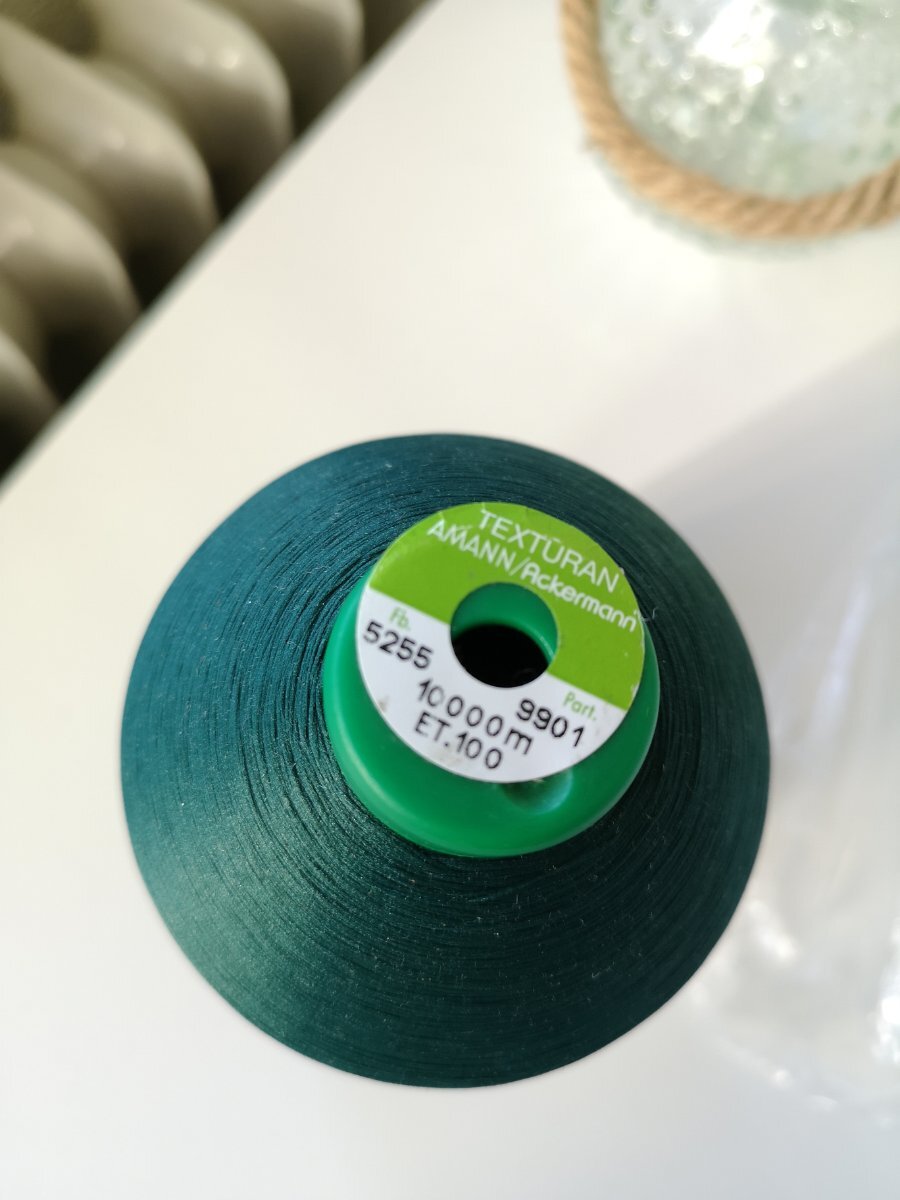 TEXTURAN
AMANN/Ackermann
Fb. Part.
5255 9901
10000m
ET.100